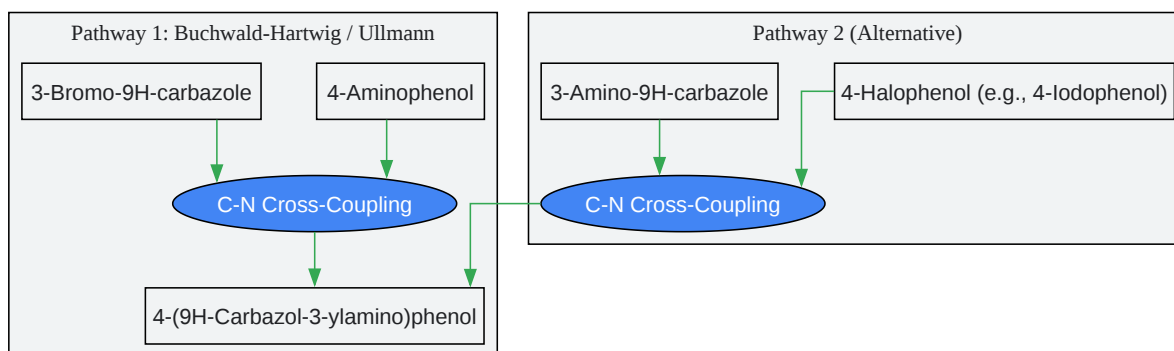 Pathway 1: Buchwald-Hartwig / Ullmann
3-Bromo-9H-carbazole
4-Aminophenol
C-N Cross-Coupling
4-(9H-Carbazol-3-ylamino)phenol
Pathway 2 (Alternative)
3-Amino-9H-carbazole
4-Halophenol (e.g., 4-Iodophenol)
C-N Cross-Coupling